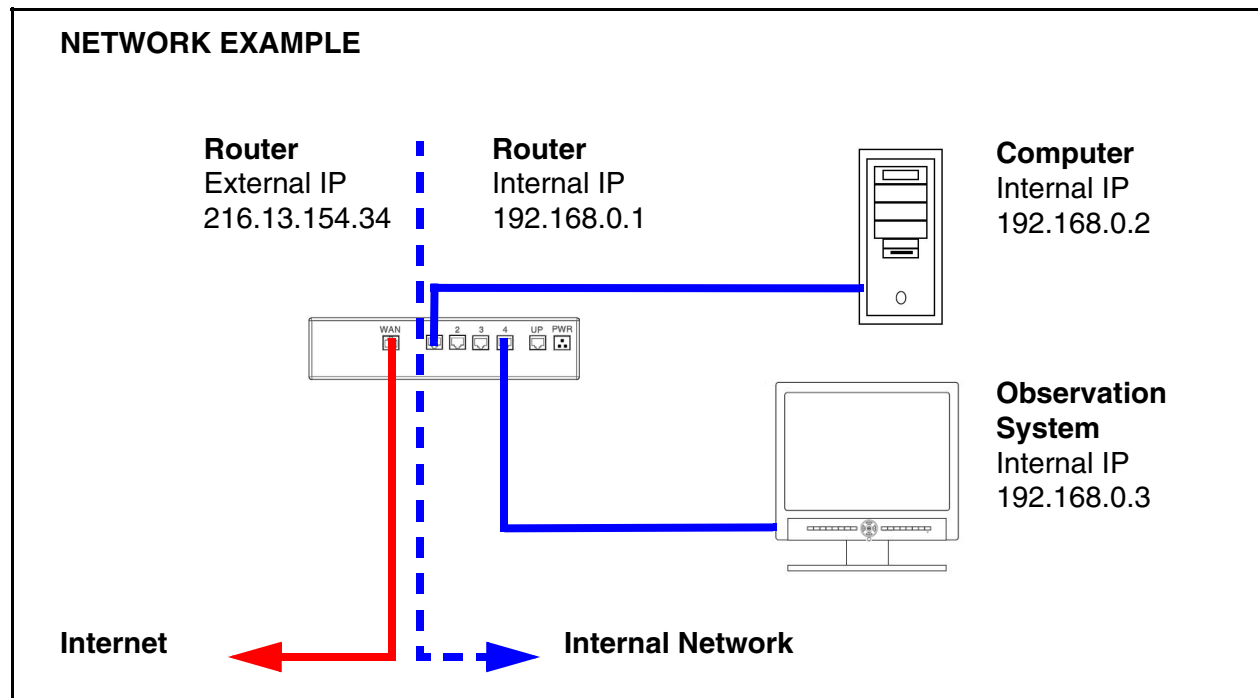 NETWORK EXAMPLE
Router
External IP
216.13.154.34
Router
Internal IP
192.168.0.1
Computer
Internal IP
192.168.0.2
WAN
2
3
4
UP
PWR
Observation
System
Internal IP
192.168.0.3
Internet
Internal Network